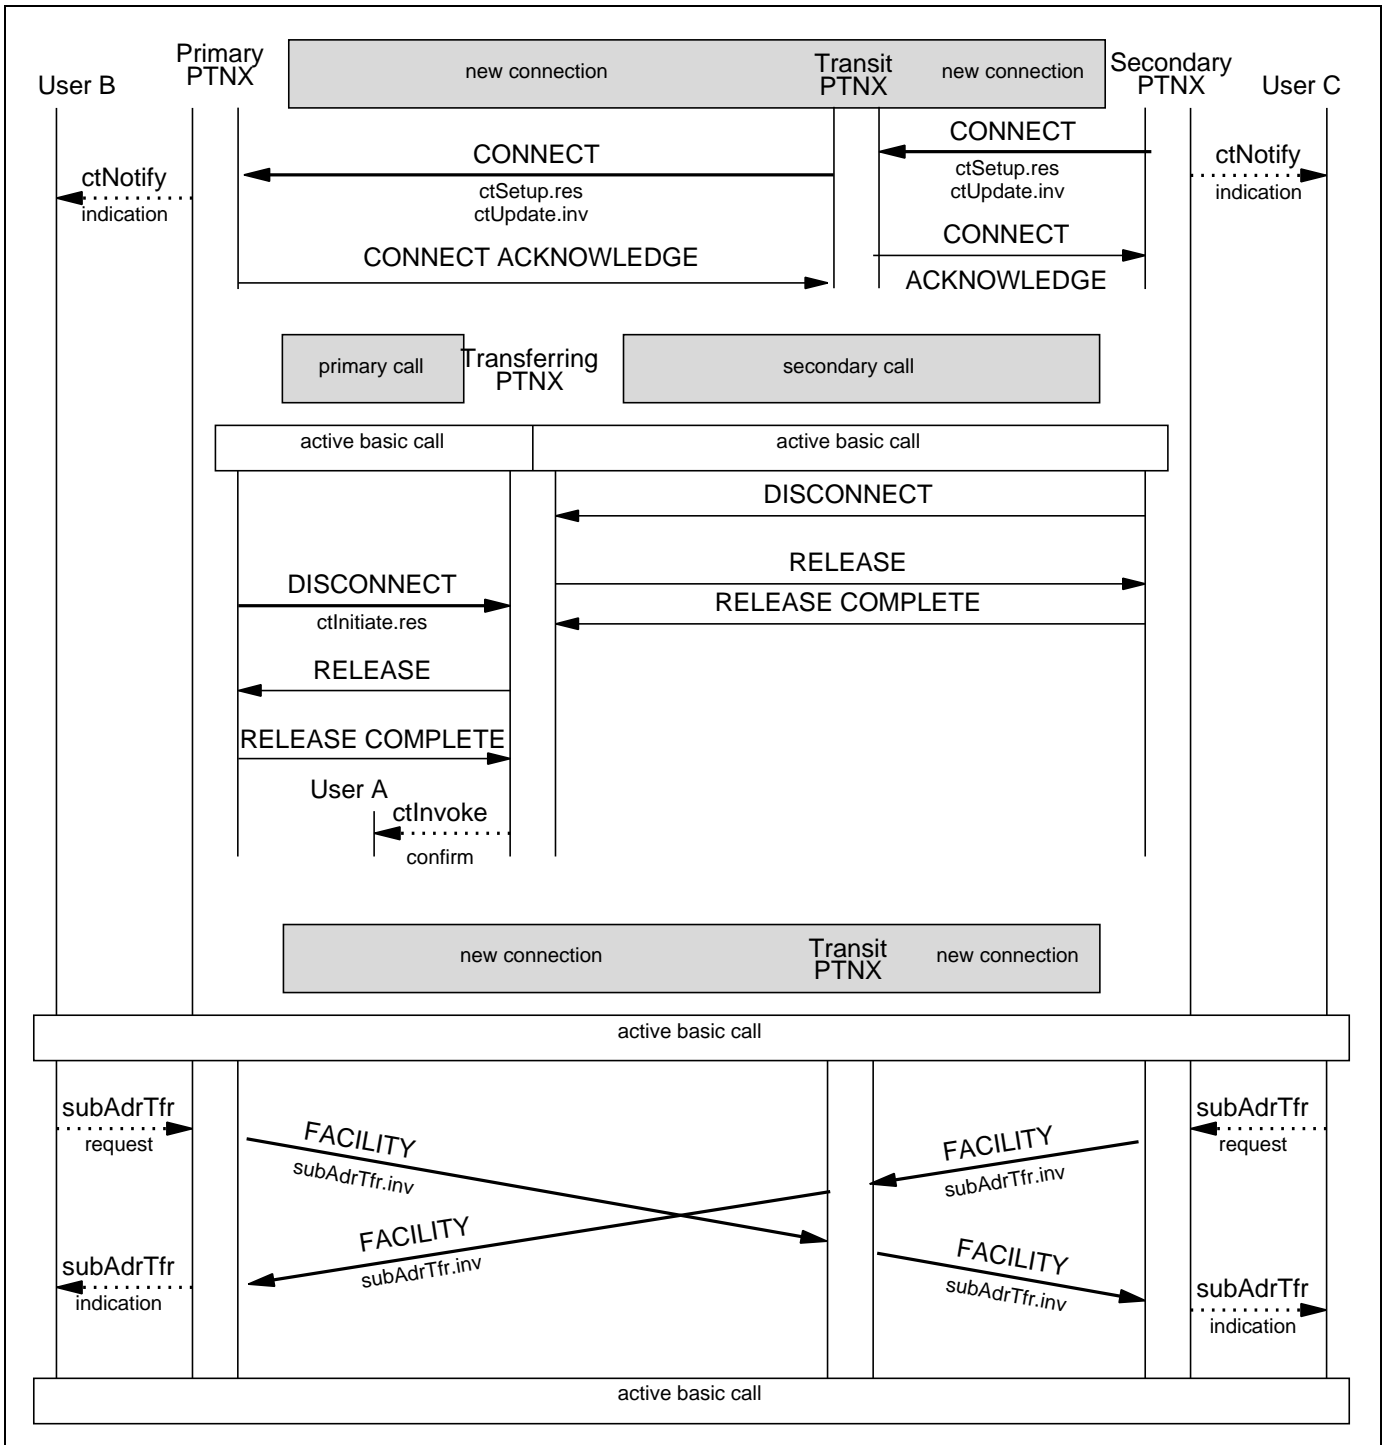 User B
Primary
PTNX
new connection
Transit
PTNX
new connection
Secondary
PTNX
User C
CONNECT
ctSetup.res
ctUpdate.inv
CONNECT
ctSetup.res
ctUpdate.inv
ctNotify
indication
ctNotify
indication
CONNECT ACKNOWLEDGE
CONNECT
ACKNOWLEDGE
primary call
Transferring
PTNX
secondary call
active basic call
active basic call
DISCONNECT
RELEASE
DISCONNECT
ctInitiate.res
RELEASE COMPLETE
RELEASE
RELEASE COMPLETE
User A
ctInvoke
confirm
new connection
Transit
PTNX
new connection
active basic call
subAdrTfr
request
FACILITY
subAdrTfr.inv
FACILITY
subAdrTfr.inv
subAdrTfr
request
FACILITY
subAdrTfr.inv
FACILITY
subAdrTfr.inv
subAdrTfr
indication
subAdrTfr
indication
active basic call